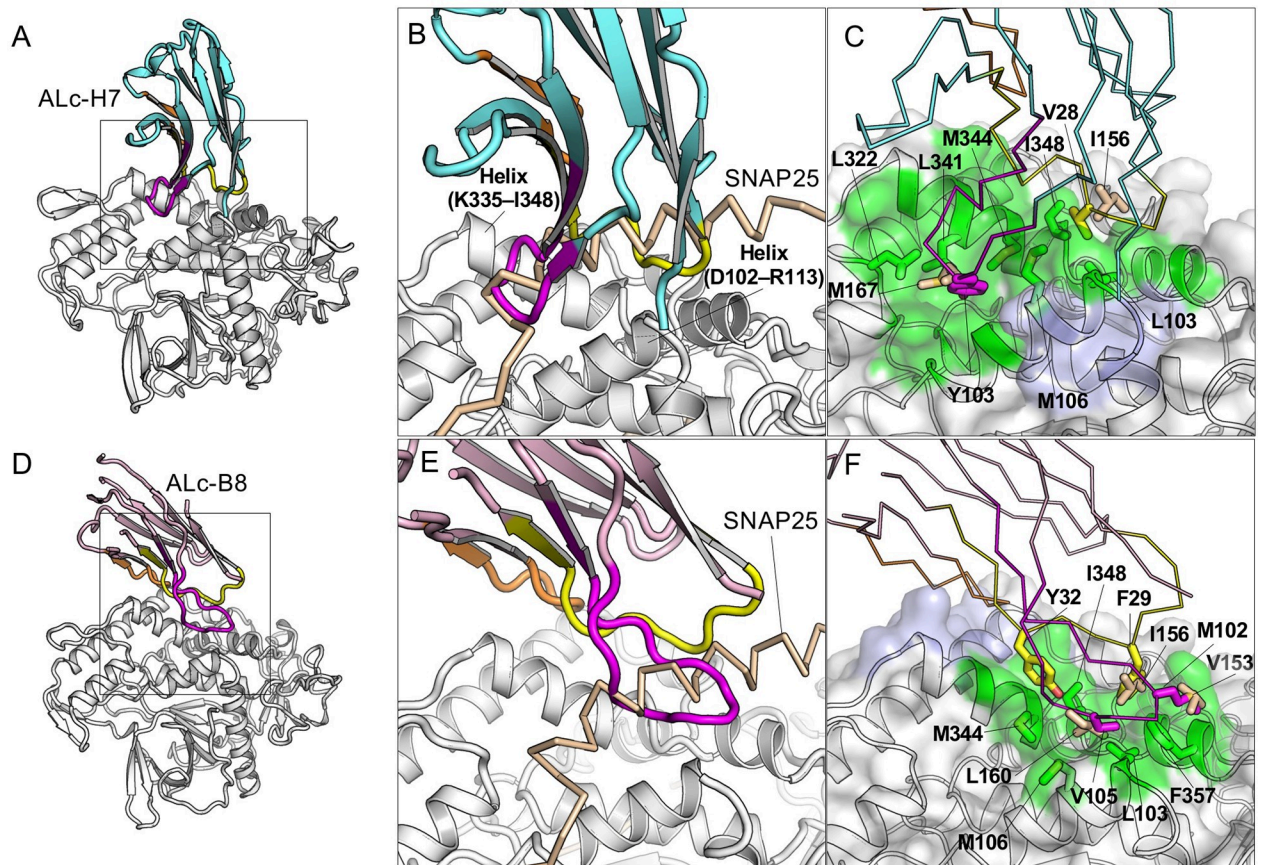 A
ALc-H7
B
Helix
(K335–I348)
SNAP25
Helix
(D102–R113)
C
V28
M344
I348
I156
L322
L341
M167
L103
Y103
M106
D
ALc-B8
E
SNAP25
F
I348
Y32
F29
I156
M102
V153
M344
L160
V105
F357
L103
M106